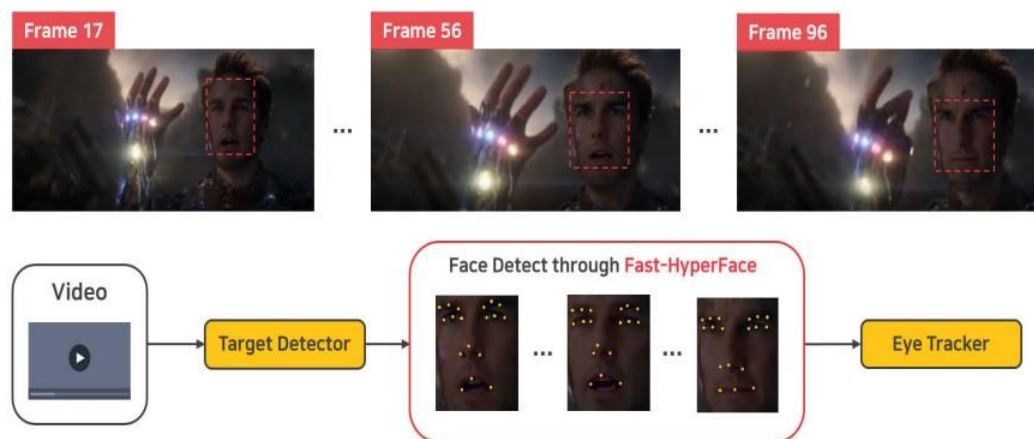 Frame 17
Frame 56
Frame 96
...
...
Video
Target Detector
Face Detect through Fast-HyperFace
...
...
Eye Tracker